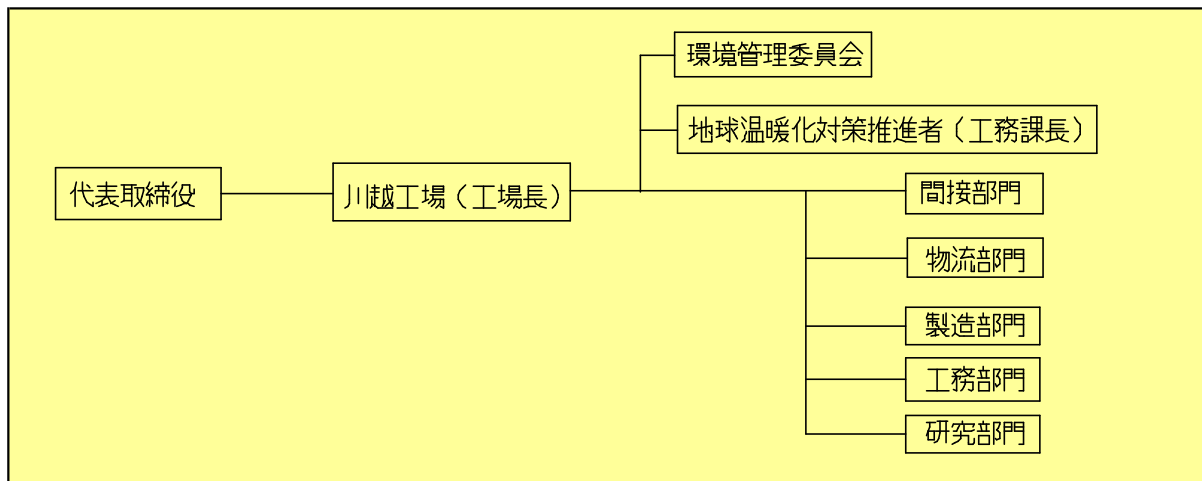 環境管理委員会
地球温暖化対策推進者（工務課長）
代表取締役
川越工場（工場長）
間接部門
物流部門
製造部門
工務部門
研究部門